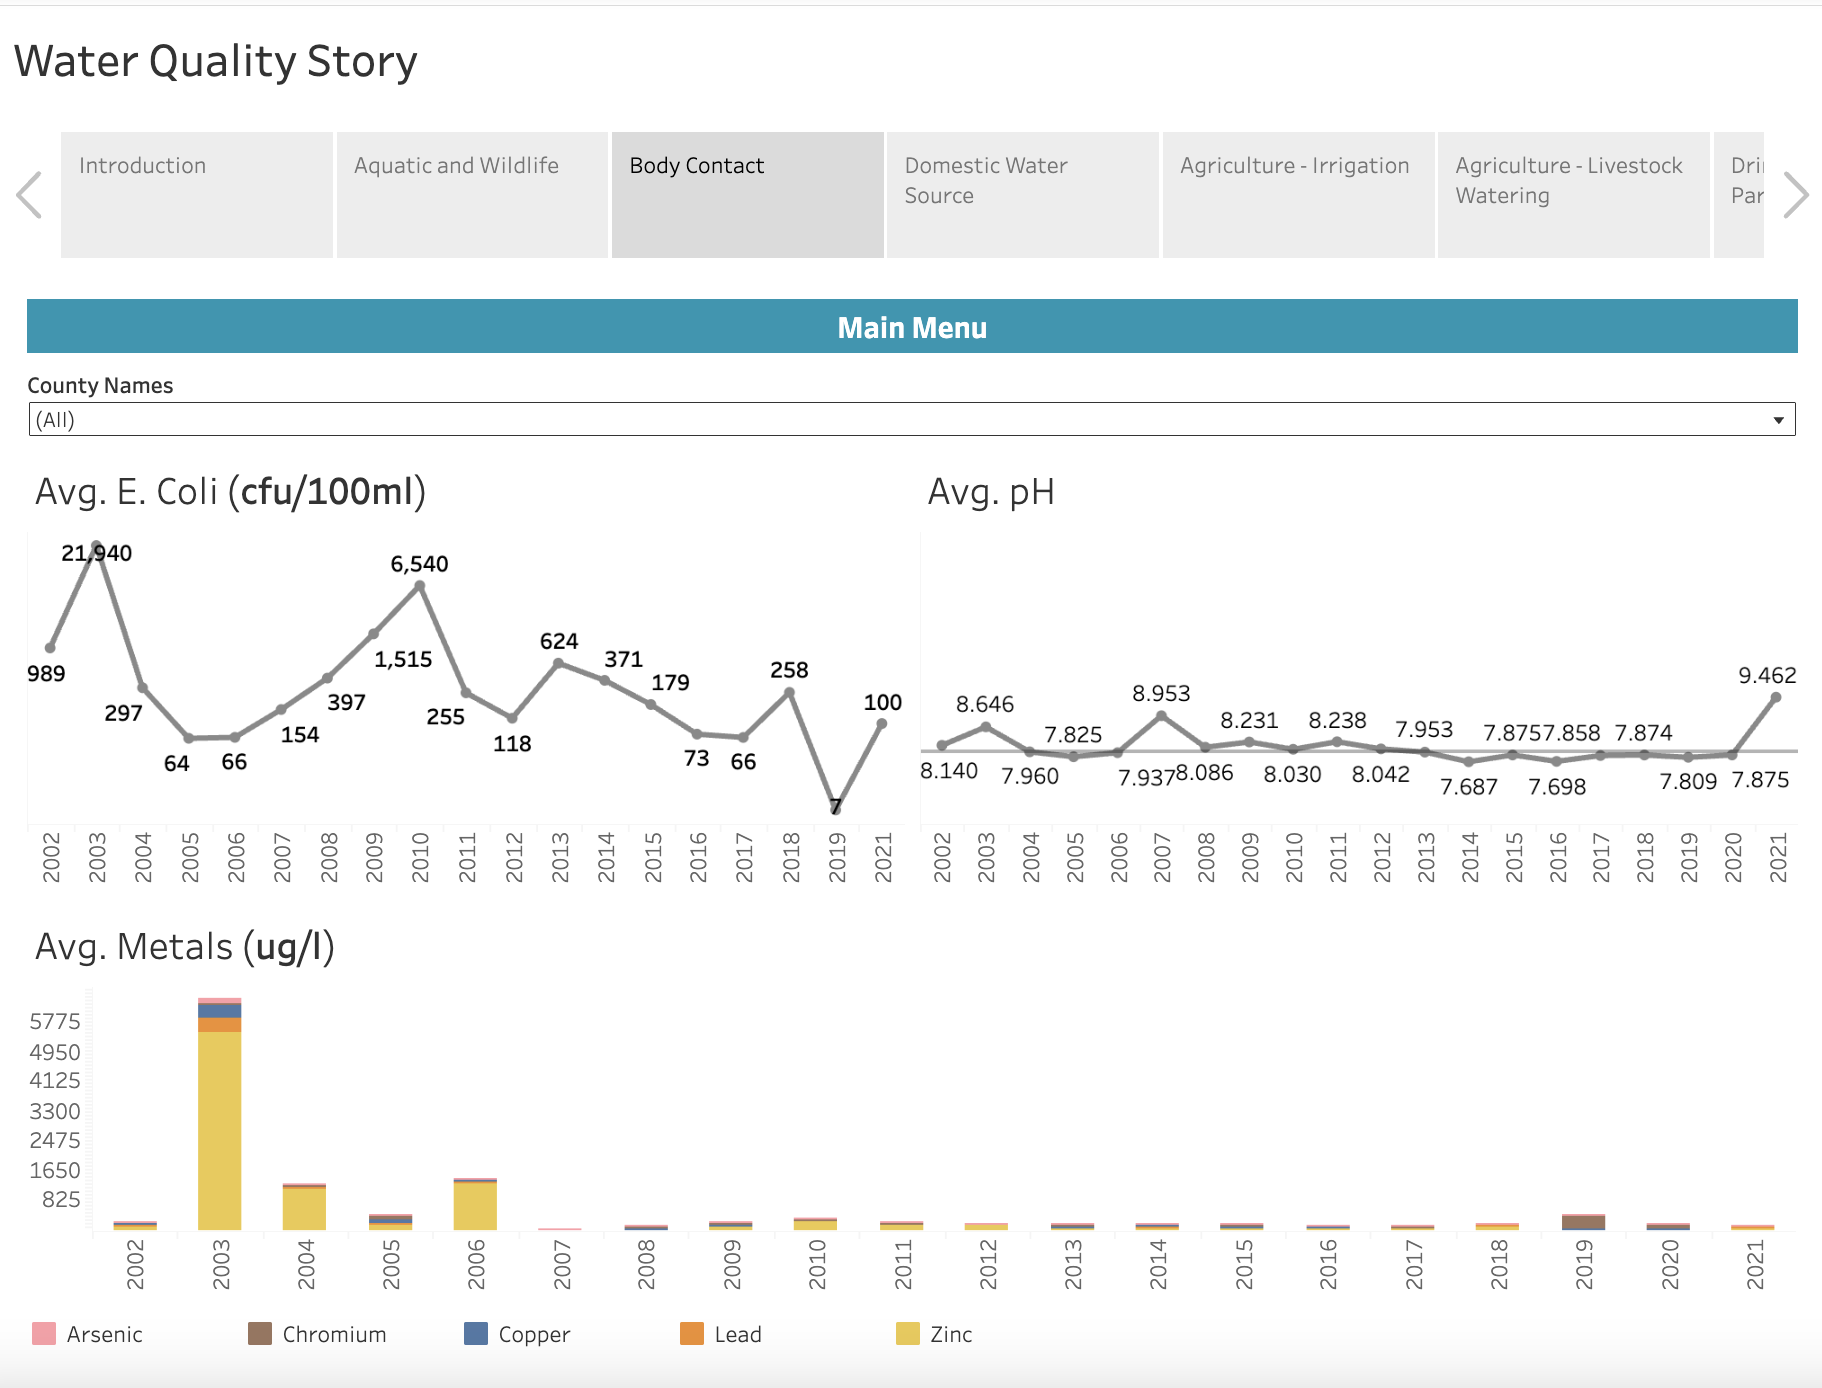 Water Quality Story
Introduction
Aquatic and Wildlife
Body Contact
Domestic Water
Source
Agriculture - Irrigation
Agriculture - Livestock
Watering
Dri
Par
Main Menu
County Names
(All)
Avg. E. Coli (cfu/100ml)
21,940
6,540
989
297
64
66
154
397
1,515
255
118
624
371
179
73
66
258
7
100
2002 2003 2004 2005 2006 2007 2008 2009 2010 2011 2012 2013 2014 2015 2016 2017 2018 2019 2021
Avg. pH
8.140
8.646
7.960
7.825
7.937
8.953
8.086
8.231
8.030
8.238
8.042
7.953
7.687
7.875
7.698
7.858
7.874
7.809
7.875
9.462
2002 2003 2004 2005 2006 2007 2008 2009 2010 2011 2012 2013 2014 2015 2016 2017 2018 2019 2020 2021
Avg. Metals (ug/l)
5775
4950
4125
3300
2475
1650
825
2002 2003 2004 2005 2006 2007 2008 2009 2010 2011 2012 2013 2014 2015 2016 2017 2018 2019 2020 2021
Arsenic
Chromium
Copper
Lead
Zinc